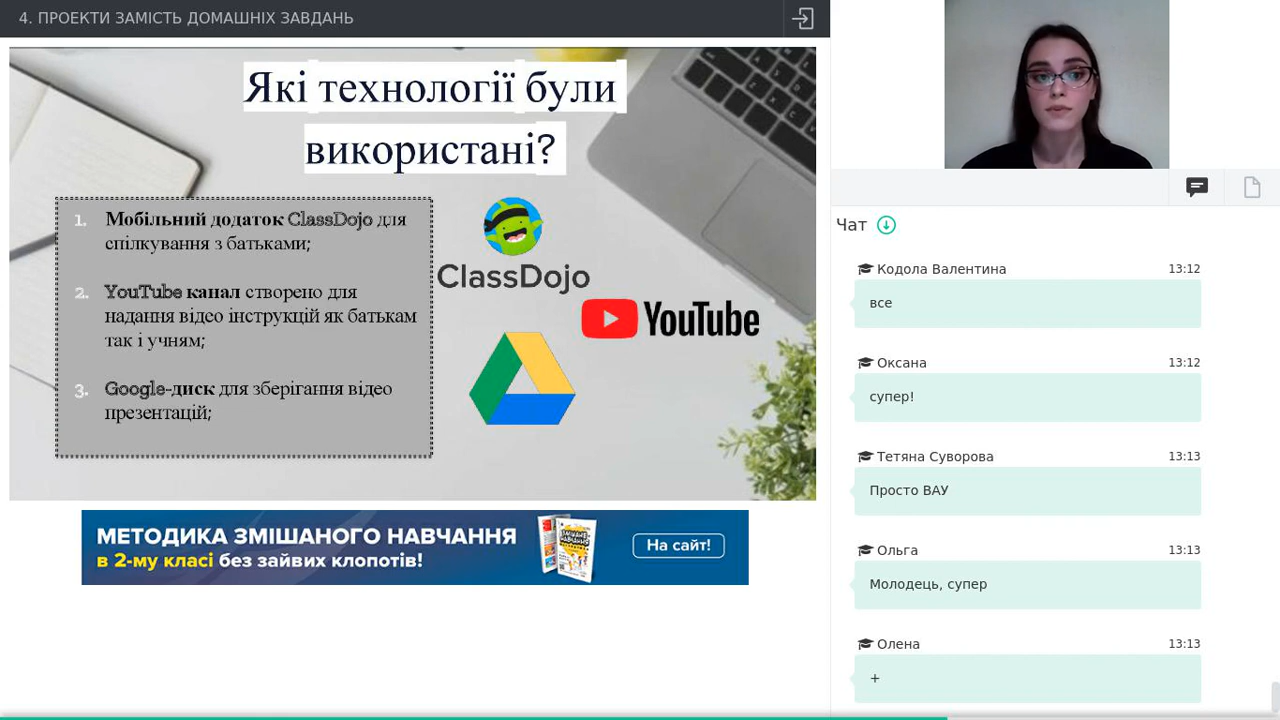 4. ПРОЕКТИ ЗАМІСТЬ ДОМАШНІХ ЗАВДАНЬ
Які технології були
використані?
1. Мобільний додаток ClassDojo для
спілкування з батьками;
2. YouTube канал створено для
надання відео інструкцій як батькам
так і учням;
3. Google-диск для зберігання відео
презентацій;
ClassDojo
YouTube
МЕТОДИКА ЗМІШАНОГО НАВЧАННЯ
в 2-му класі без зайвих клопотів!
На сайт!
Чат
Кодола Валентина 13:12
все
Оксана 13:12
супер!
Тетяна Суворова 13:13
Просто ВАУ
Ольга 13:13
Молодець, супер
Олена 13:13
+